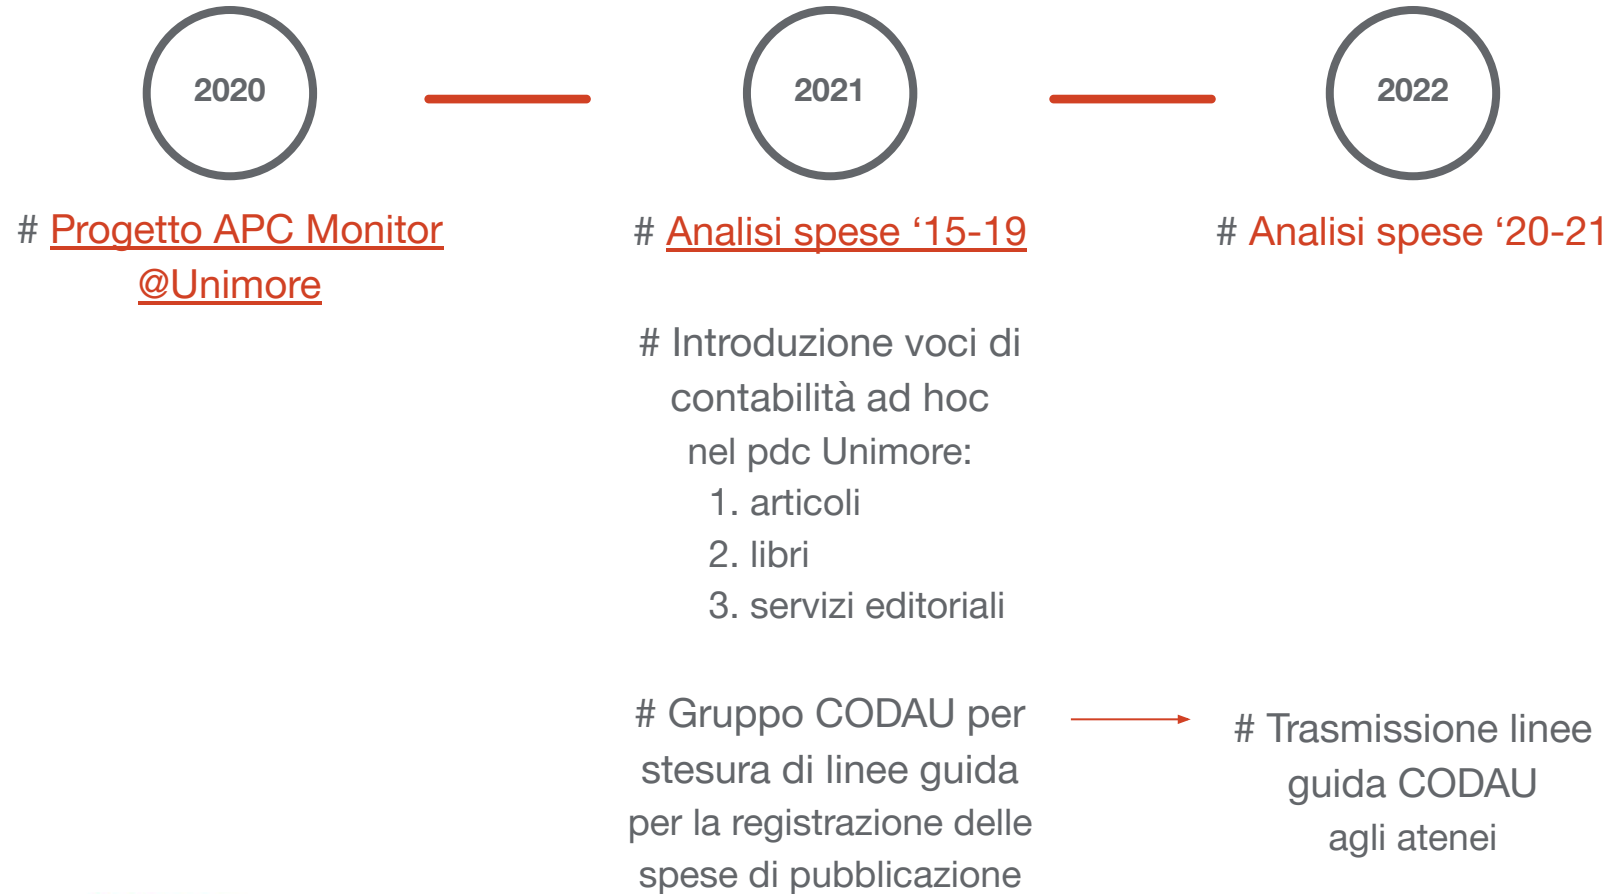 2020
2021
2022
# Progetto APC Monitor
@Unimore
# Analisi spese ‘15-19
# Introduzione voci di
contabilità ad hoc
nel pdc Unimore:
1. articoli
2. libri
3. servizi editoriali
# Gruppo CODAU per
stesura di linee guida
per la registrazione delle
spese di pubblicazione
# Analisi spese ‘20-21
# Trasmissione linee
guida CODAU
agli atenei